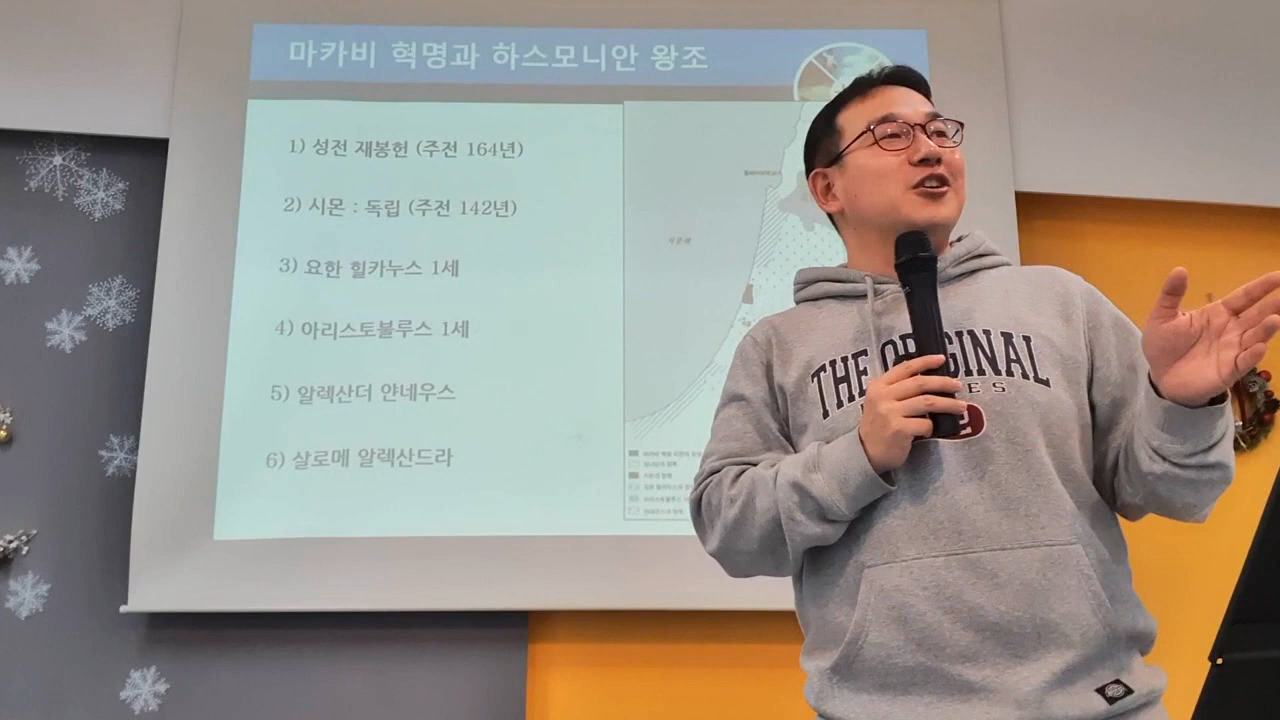 마카비 혁명과 하스모니안 왕조
1) 성전 재봉헌 (주전 164년)
2) 시몬 : 독립 (주전 142년)
3) 요한 힐카누스 1세
4) 아리스토불루스 1세
5) 알렉산더 얀네우스
6) 살로메 알렉산드라
지중해
THE ORIGINAL